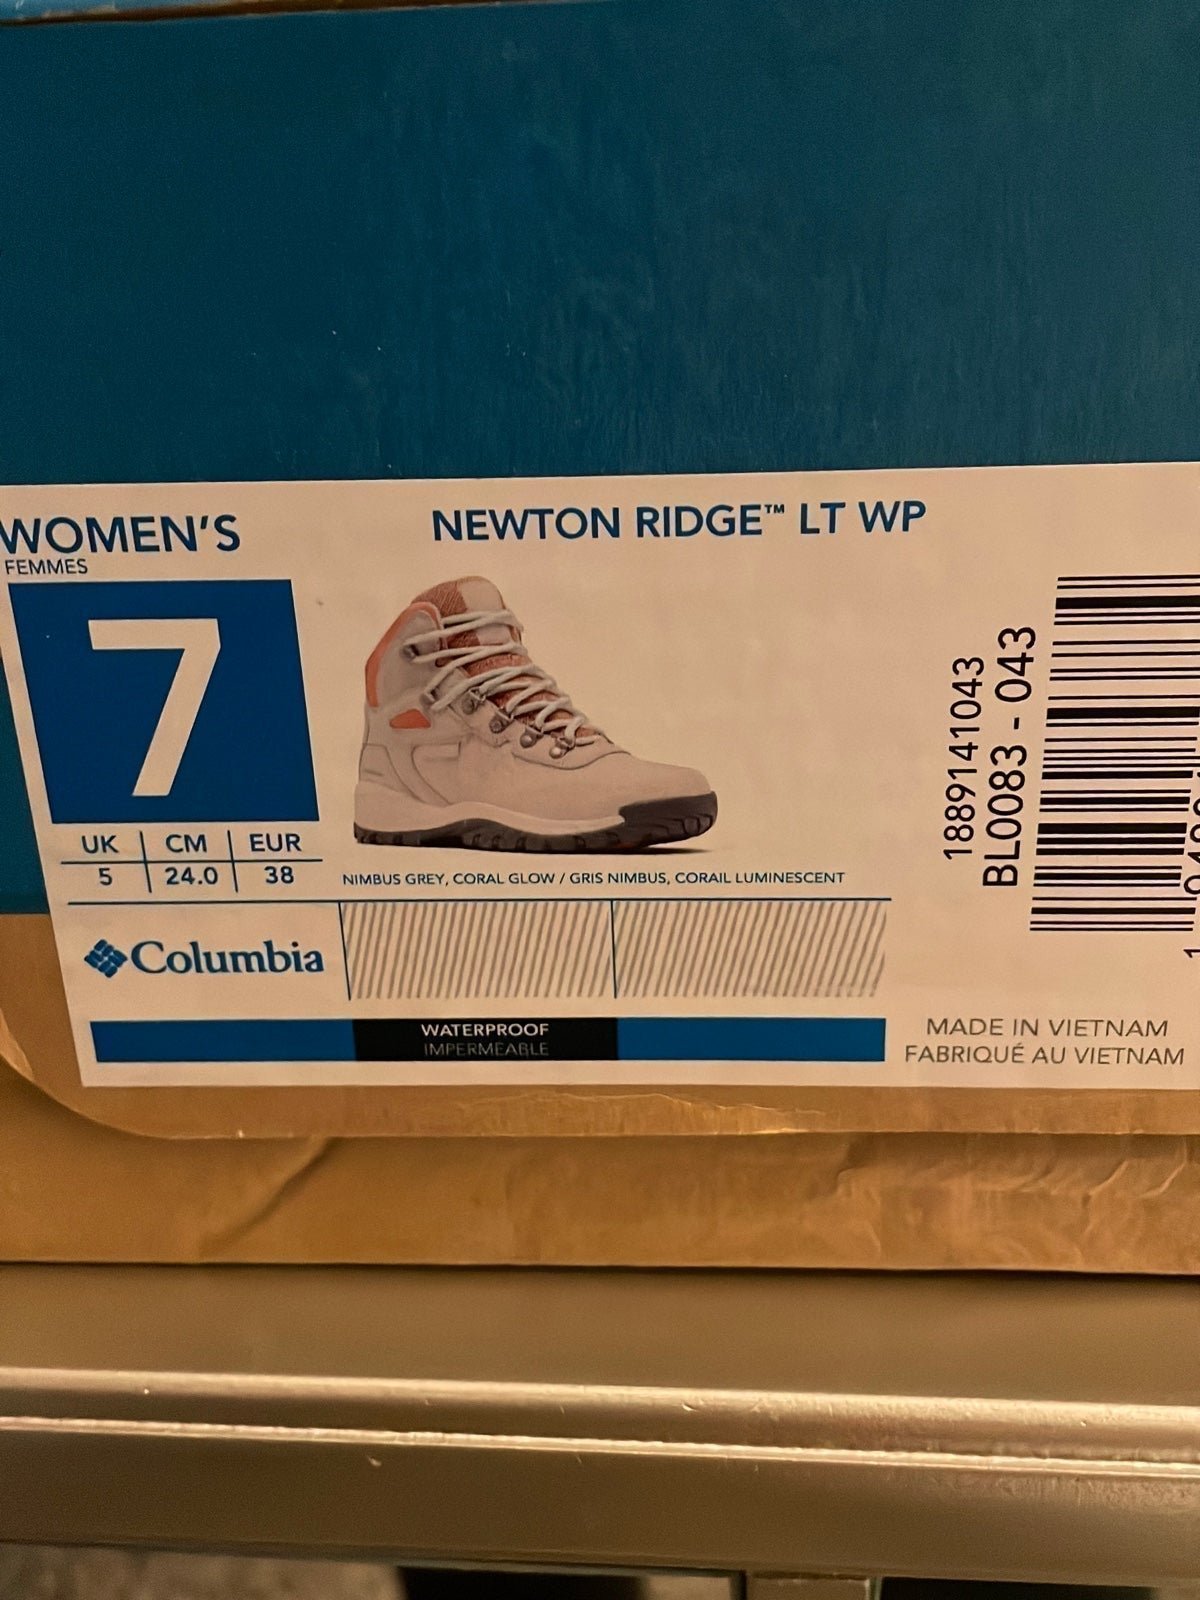 WOMEN'S
FEMMES
NEWTON RIDGE™ LT WP
7
UK CM EUR
5 24.0 38
NIMBUS GREY, CORAL GLOW / GRIS NIMBUS, CORAIL LUMINESCENT
1889141043
BL0083 - 043
Columbia
WATERPROOF
IMPERMEABLE
MADE IN VIETNAM
FABRIQUÉ AU VIETNAM